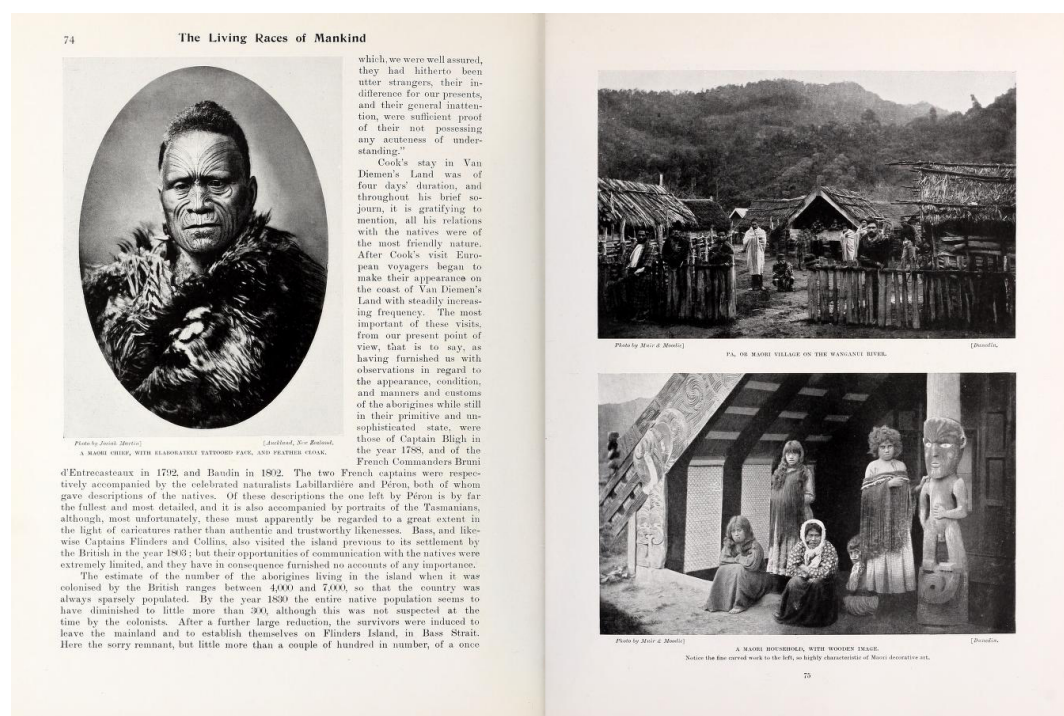 74
The Living Races of Mankind
which, we were well assured,
they had hitherto been
utter strangers, their in-
difference for our presents,
and their general inatten-
tion, were sufficient proof
of their not possessing
any acuteness of under-
standing."
Cook's stay in Van
Diemen's Land was of
four days' duration, and
throughout his brief so-
journ, it is gratifying to
mention, all his relations
with the natives were of
the most friendly nature.
After Cook's visit Euro-
pean voyagers began to
make their appearance on
the coast of Van Diemen's
Land with steadily increas-
ing frequency. The most
important of these visits,
from our present point of
view, that is to say, as
having furnished us with
observations in regard to
the appearance, condition,
and manners and customs
of the aborigines while still
in their primitive and un-
sophisticated state, were
those of Captain Bligh in
the year 1788, and of the
French Commanders Bruni
Photo by Josiah Martin]
[Auckland, New Zealand.
A MAORI CHIEF, WITH ELABORATELY TATTOOED FACE, AND FEATHER CLOAK.
d'Entrecasteaux in 1792, and Baudin in 1802. The two French captains were respec-
tively accompanied by the celebrated naturalists Labillardière and Péron, both of whom
gave descriptions of the natives. Of these descriptions the one left by Péron is by far
the fullest and most detailed, and it is also accompanied by portraits of the Tasmanians,
although, most unfortunately, these must apparently be regarded to a great extent in
the light of caricatures rather than authentic and trustworthy likenesses. Bass, and like-
wise Captains Flinders and Collins, also visited the island previous to its settlement by
the British in the year 1803; but their opportunities of communication with the natives were
extremely limited, and they have in consequence furnished no accounts of any importance.
The estimate of the number of the aborigines living in the island when it was
colonised by the British ranges between 4,000 and 7,000, so that the country was
always sparsely populated. By the year 1830 the entire native population seems to
have diminished to little more than 300, although this was not suspected at the
time by the colonists. After a further large reduction, the survivors were induced to
leave the mainland and to establish themselves on Flinders Island, in Bass Strait.
Here the sorry remnant, but little more than a couple of hundred in number, of a once
Photo by Muir & Moodie]
[Dunedin.
PA, OR MAORI VILLAGE ON THE WANGANUI RIVER.
Photo by Muir & Moodie]
[Dunedin.
A MAORI HOUSEHOLD, WITH WOODEN IMAGE.
Notice the fine carved work to the left, so highly characteristic of Maori decorative art.
75